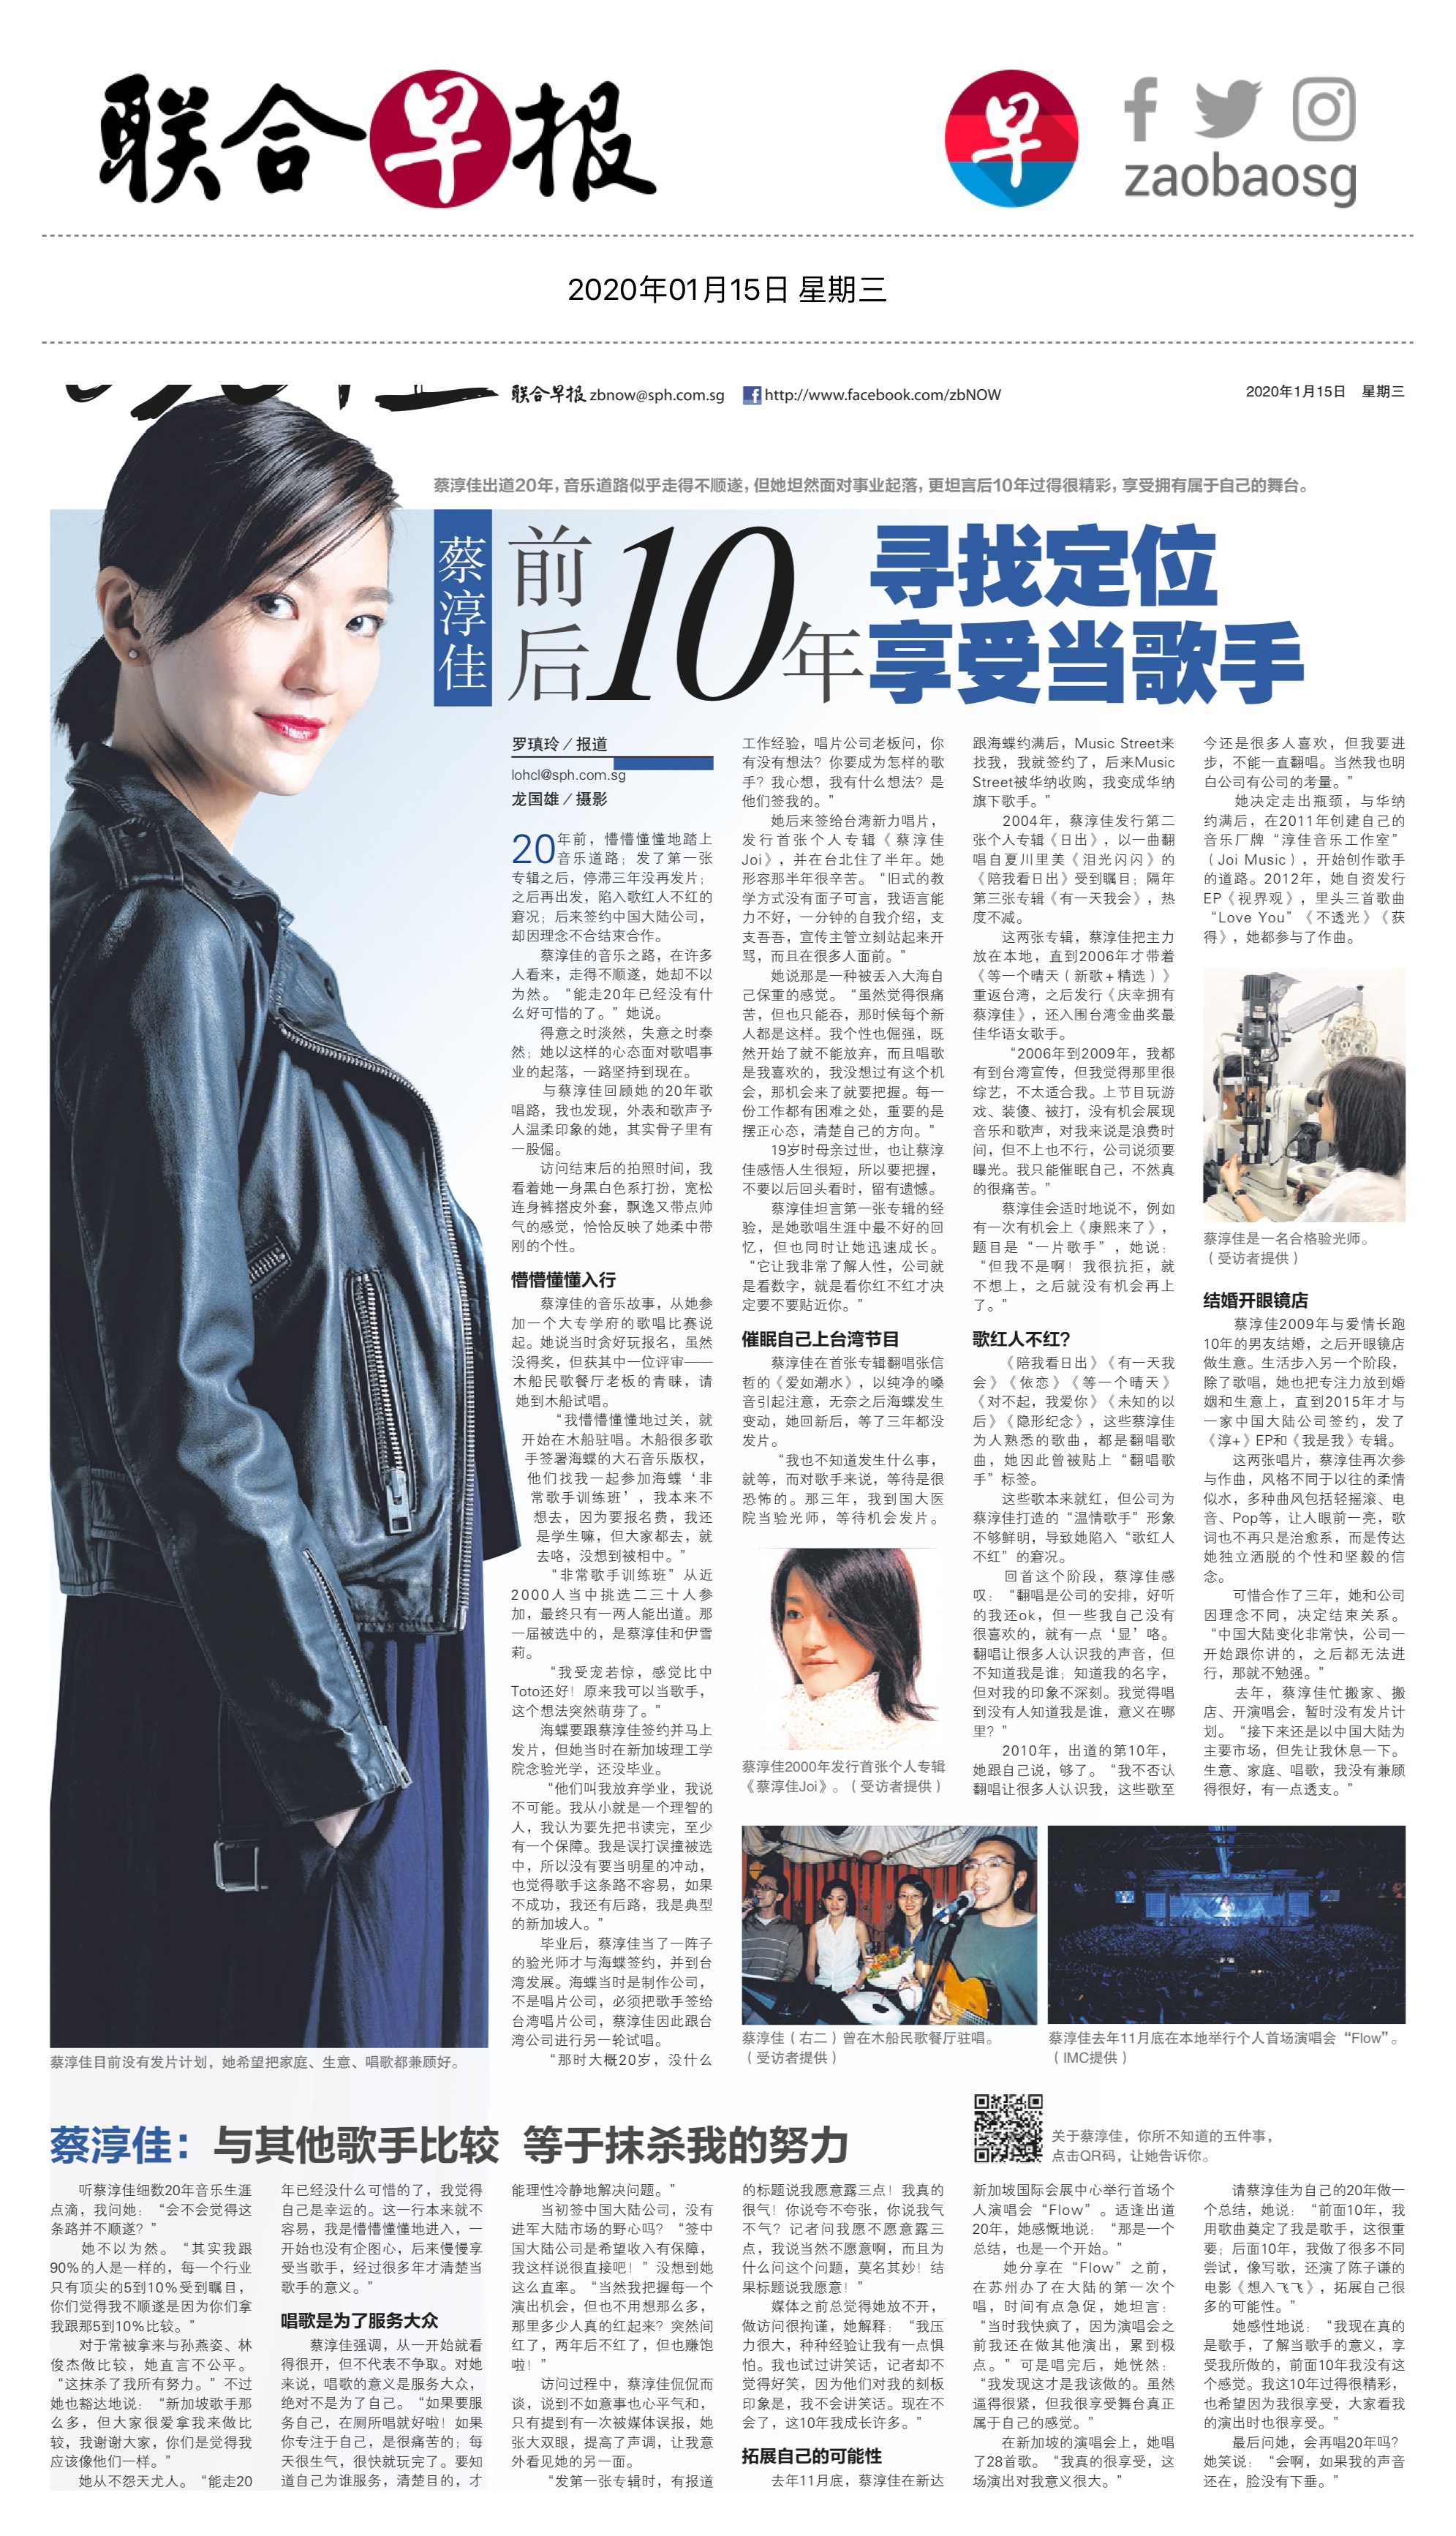 联合早报
早
zaobaosg
2020年01月15日 星期三
联合早报 zbnow@sph.com.sg
http://www.facebook.com/zbNOW
2020年1月15日 星期三
蔡淳佳出道20年，音乐道路似乎走得不顺遂，但她坦然面对事业起落，更坦言后10年过得很精彩，享受拥有属于自己的舞台。
蔡淳佳
前后10年
寻找定位
享受当歌手
罗瑱玲／报道
lohcl@sph.com.sg
龙国雄／摄影
20年前，懵懵懂懂地踏上
音乐道路；发了第一张
专辑之后，停滞三年没再发片；
之后再出发，陷入歌红人不红的
窘况；后来签约中国大陆公司，
却因理念不合结束合作。
蔡淳佳的音乐之路，在许多
人看来，走得不顺遂，她却不以
为然。“能走20年已经没有什
么好可惜的了。”她说。
得意之时淡然，失意之时泰
然；她以这样的心态面对歌唱事
业的起落，一路坚持到现在。
与蔡淳佳回顾她的20年歌
唱路，我也发现，外表和歌声予
人温柔印象的她，其实骨子里有
一股倔。
访问结束后的拍照时间，我
看着她一身黑白色系打扮，宽松
连身裤搭皮外套，飘逸又带点帅
气的感觉，恰恰反映了她柔中带
刚的个性。
懵懵懂懂入行
蔡淳佳的音乐故事，从她参
加一个大专学府的歌唱比赛说
起。她说当时贪好玩报名，虽然
没得奖，但获其中一位评审——
木船民歌餐厅老板的青睐，请
她到木船试唱。
“我懵懵懂懂地过关，就
开始在木船驻唱。木船很多歌
手签署海蝶的大石音乐版权，
他们找我一起参加海蝶‘非
常歌手训练班’，我本来不
想去，因为要报名费，我还
是学生嘛，但大家都去，就
去咯，没想到被相中。”
“非常歌手训练班”从近
2000人当中挑选二三十人参
加，最终只有一两人能出道。那
一届被选中的，是蔡淳佳和伊雪
莉。
“我受宠若惊，感觉比中
Toto还好！原来我可以当歌手，
这个想法突然萌芽了。”
海蝶要跟蔡淳佳签约并马上
发片，但她当时在新加坡理工学
院念验光学，还没毕业。
“他们叫我放弃学业，我说
不可能。我从小就是一个理智的
人，我认为要先把书读完，至少
有一个保障。我是误打误撞被选
中，所以没有要当明星的冲动，
也觉得歌手这条路不容易，如果
不成功，我还有后路，我是典型
的新加坡人。”
毕业后，蔡淳佳当了一阵子
的验光师才与海蝶签约，并到台
湾发展。海蝶当时是制作公司，
不是唱片公司，必须把歌手签给
台湾唱片公司，蔡淳佳因此跟台
湾公司进行另一轮试唱。
“那时大概20岁，没什么
工作经验，唱片公司老板问，你
有没有想法？你要成为怎样的歌
手？我心想，我有什么想法？是
他们签我的。”
她后来签给台湾新力唱片，
发行首张个人专辑《蔡淳佳
Joi》，并在台北住了半年。她
形容那半年很辛苦。“旧式的教
学方式没有面子可言，我语言能
力不好，一分钟的自我介绍，支
支吾吾，宣传主管立刻站起来开
骂，而且在很多人面前。”
她说那是一种被丢入大海自
己保重的感觉。“虽然觉得很痛
苦，但也只能吞，那时候每个新
人都是这样。我个性也倔强，既
然开始了就不能放弃，而且唱歌
是我喜欢的，我没想过有这个机
会，那机会来了就要把握。每一
份工作都有困难之处，重要的是
摆正心态，清楚自己的方向。”
19岁时母亲过世，也让蔡淳
佳感悟人生很短，所以要把握，
不要以后回头看时，留有遗憾。
蔡淳佳坦言第一张专辑的经
验，是她歌唱生涯中最不好的回
忆，但也同时让她迅速成长。
“它让我非常了解人性，公司就
是看数字，就是看你红不红才决
定要不要贴近你。”
催眠自己上台湾节目
蔡淳佳在首张专辑翻唱张信
哲的《爱如潮水》，以纯净的嗓
音引起注意，无奈之后海蝶发生
变动，她回新后，等了三年都没
发片。
“我也不知道发生什么事，
就等，而对歌手来说，等待是很
恐怖的。那三年，我到国大医
院当验光师，等待机会发片。
蔡淳佳2000年发行首张个人专辑
《蔡淳佳Joi》。（受访者提供）
跟海蝶约满后，Music Street来
找我，我就签约了，后来Music
Street被华纳收购，我变成华纳
旗下歌手。”
2004年，蔡淳佳发行第二
张个人专辑《日出》，以一曲翻
唱自夏川里美《泪光闪闪》的
《陪我看日出》受到瞩目；隔年
第三张专辑《有一天我会》，热
度不减。
这两张专辑，蔡淳佳把主力
放在本地，直到2006年才带着
《等一个晴天（新歌＋精选）》
重返台湾，之后发行《庆幸拥有
蔡淳佳》，还入围台湾金曲奖最
佳华语女歌手。
“2006年到2009年，我都
有到台湾宣传，但我觉得那里很
综艺，不太适合我。上节目玩游
戏、装傻、被打，没有机会展现
音乐和歌声，对我来说是浪费时
间，但不上也不行，公司说须要
曝光。我只能催眠自己，不然真
的很痛苦。”
蔡淳佳会适时地说不，例如
有一次有机会上《康熙来了》，
题目是“一片歌手”，她说：
“但我不是啊！我很抗拒，就
不想上，之后就没有机会再上
了。”
歌红人不红？
《陪我看日出》《有一天我
会》《依恋》《等一个晴天》
《对不起，我爱你》《未知的以
后》《隐形纪念》，这些蔡淳佳
为人熟悉的歌曲，都是翻唱歌
曲，她因此曾被贴上“翻唱歌
手”标签。
这些歌本来就红，但公司为
蔡淳佳打造的“温情歌手”形象
不够鲜明，导致她陷入“歌红人
不红”的窘况。
回首这个阶段，蔡淳佳感
叹：“翻唱是公司的安排，好听
的我还ok，但一些我自己没有
很喜欢的，就有一点‘显’咯。
翻唱让很多人认识我的声音，但
不知道我是谁；知道我的名字，
但对我的印象不深刻。我觉得唱
到没有人知道我是谁，意义在哪
里？”
2010年，出道的第10年，
她跟自己说，够了。“我不否认
翻唱让很多人认识我，这些歌至
今还是很多人喜欢，但我要进
步，不能一直翻唱。当然我也明
白公司有公司的考量。”
她决定走出瓶颈，与华纳
约满后，在2011年创建自己的
音乐厂牌“淳佳音乐工作室”
（Joi Music），开始创作歌手
的道路。2012年，她自资发行
EP《视界观》，里头三首歌曲
“Love You”《不透光》《获
得》，她都参与了作曲。
蔡淳佳是一名合格验光师。
（受访者提供）
结婚开眼镜店
蔡淳佳2009年与爱情长跑
10年的男友结婚，之后开眼镜店
做生意。生活步入另一个阶段，
除了歌唱，她也把专注力放到婚
姻和生意上，直到2015年才与
一家中国大陆公司签约，发了
《淳+》EP和《我是我》专辑。
这两张唱片，蔡淳佳再次参
与作曲，风格不同于以往的柔情
似水，多种曲风包括轻摇滚、电
音、Pop等，让人眼前一亮，歌
词也不再只是治愈系，而是传达
她独立洒脱的个性和坚毅的信
念。
可惜合作了三年，她和公司
因理念不同，决定结束关系。
“中国大陆变化非常快，公司一
开始跟你讲的，之后都无法进
行，那就不勉强。”
去年，蔡淳佳忙搬家、搬
店、开演唱会，暂时没有发片计
划。“接下来还是以中国大陆为
主要市场，但先让我休息一下。
生意、家庭、唱歌，我没有兼顾
得很好，有一点透支。”
蔡淳佳（右二）曾在木船民歌餐厅驻唱。
（受访者提供）
蔡淳佳去年11月底在本地举行个人首场演唱会“Flow”。
（IMC提供）
蔡淳佳目前没有发片计划，她希望把家庭、生意、唱歌都兼顾好。
蔡淳佳：与其他歌手比较 等于抹杀我的努力
关于蔡淳佳，你所不知道的五件事，
点击QR码，让她告诉你。
听蔡淳佳细数20年音乐生涯
点滴，我问她：“会不会觉得这
条路并不顺遂？”
她不以为然。“其实我跟
90%的人是一样的，每一个行业
只有顶尖的5到10%受到瞩目，
你们觉得我不顺遂是因为你们拿
我跟那5到10%比较。”
对于常被拿来与孙燕姿、林
俊杰做比较，她直言不公平。
“这抹杀了我所有努力。”不过
她也豁达地说：“新加坡歌手那
么多，但大家很爱拿我来做比
较，我谢谢大家，你们是觉得我
应该像他们一样。”
她从不怨天尤人。“能走20
年已经没什么可惜的了，我觉得
自己是幸运的。这一行本来就不
容易，我是懵懵懂懂地进入，一
开始也没有企图心，后来慢慢享
受当歌手，经过很多年才清楚当
歌手的意义。”
唱歌是为了服务大众
蔡淳佳强调，从一开始就看
得很开，但不代表不争取。对她
来说，唱歌的意义是服务大众，
绝对不是为了自己。“如果要服
务自己，在厕所唱就好啦！如果
你专注于自己，是很痛苦的；每
天很生气，很快就玩完了。要知
道自己为谁服务，清楚目的，才
能理性冷静地解决问题。”
当初签中国大陆公司，没有
进军大陆市场的野心吗？“签中
国大陆公司是希望收入有保障，
我这样说很直接吧！”没想到她
这么直率。“当然我把握每一个
演出机会，但也不用想那么多，
那里多少人真的红起来？突然间
红了，两年后不红了，但也赚饱
啦！”
访问过程中，蔡淳佳侃侃而
谈，说到不如意事也心平气和，
只有提到有一次被媒体误报，她
张大双眼，提高了声调，让我意
外看见她的另一面。
“发第一张专辑时，有报道
的标题说我愿意露三点！我真的
很气！你说夸不夸张，你说我气
不气？记者问我愿不愿意露三
点，我说当然不愿意啊，而且为
什么问这个问题，莫名其妙！结
果标题说我愿意！”
媒体之前总觉得她放不开，
做访问很拘谨，她解释：“我压
力很大，种种经验让我有一点惧
怕。我也试过讲笑话，记者却不
觉得好笑，因为他们对我的刻板
印象是，我不会讲笑话。现在不
会了，这10年我成长许多。”
拓展自己的可能性
去年11月底，蔡淳佳在新达
新加坡国际会展中心举行首场个
人演唱会“Flow”。适逢出道
20年，她感慨地说：“那是一个
总结，也是一个开始。”
她分享在“Flow”之前，
在苏州办了在大陆的第一次个
唱，时间有点急促，她坦言：
“当时我快疯了，因为演唱会之
前我还在做其他演出，累到极
点。”可是唱完后，她恍然：
“我发现这才是我该做的。虽然
逼得很紧，但我很享受舞台真正
属于自己的感觉。”
在新加坡的演唱会上，她唱
了28首歌。“我真的很享受，这
场演出对我意义很大。”
请蔡淳佳为自己的20年做一
个总结，她说：“前面10年，我
用歌曲奠定了我是歌手，这很重
要；后面10年，我做了很多不同
尝试，像写歌，还演了陈子谦的
电影《想入飞飞》，拓展自己很
多的可能性。”
她感性地说：“我现在真的
是歌手，了解当歌手的意义，享
受我所做的，前面10年我没有这
个感觉。我这10年过得很精彩，
也希望因为我很享受，大家看我
的演出时也很享受。”
最后问她，会再唱20年吗？
她笑说：“会啊，如果我的声音
还在，脸没有下垂。”